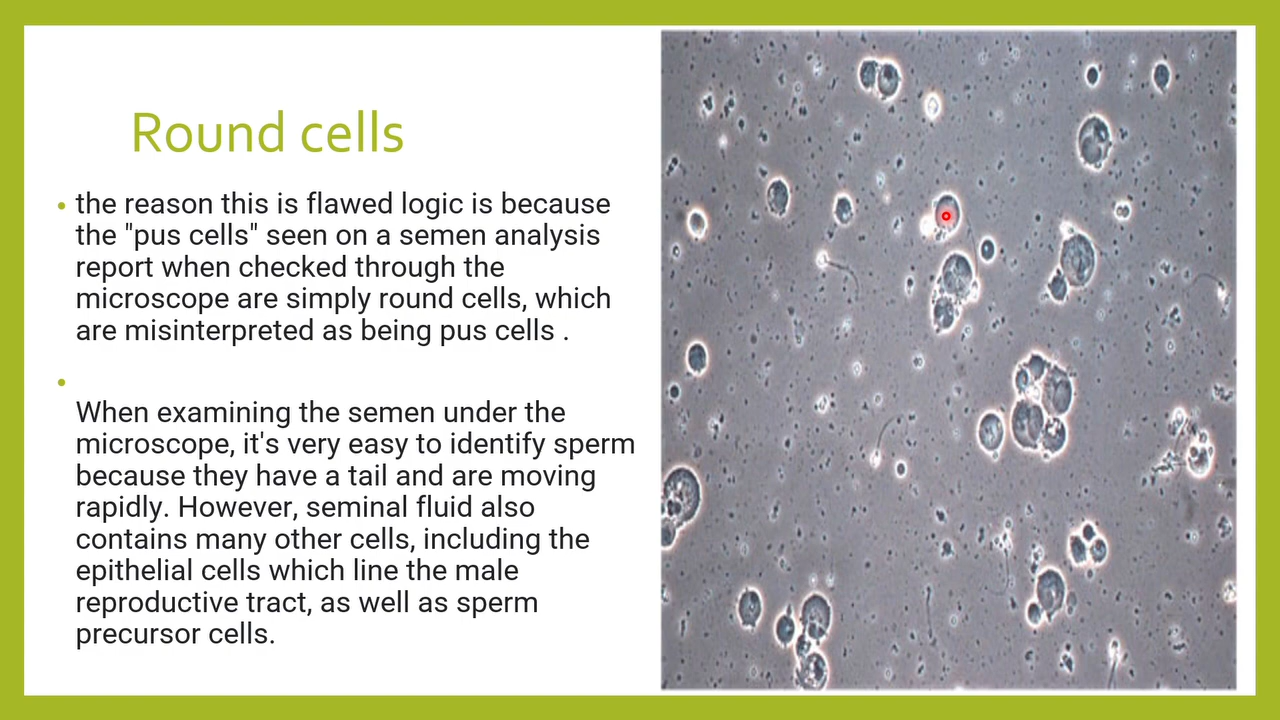 Round cells
• the reason this is flawed logic is because
the "pus cells" seen on a semen analysis
report when checked through the
microscope are simply round cells, which
are misinterpreted as being pus cells .
•
When examining the semen under the
microscope, it's very easy to identify sperm
because they have a tail and are moving
rapidly. However, seminal fluid also
contains many other cells, including the
epithelial cells which line the male
reproductive tract, as well as sperm
precursor cells.